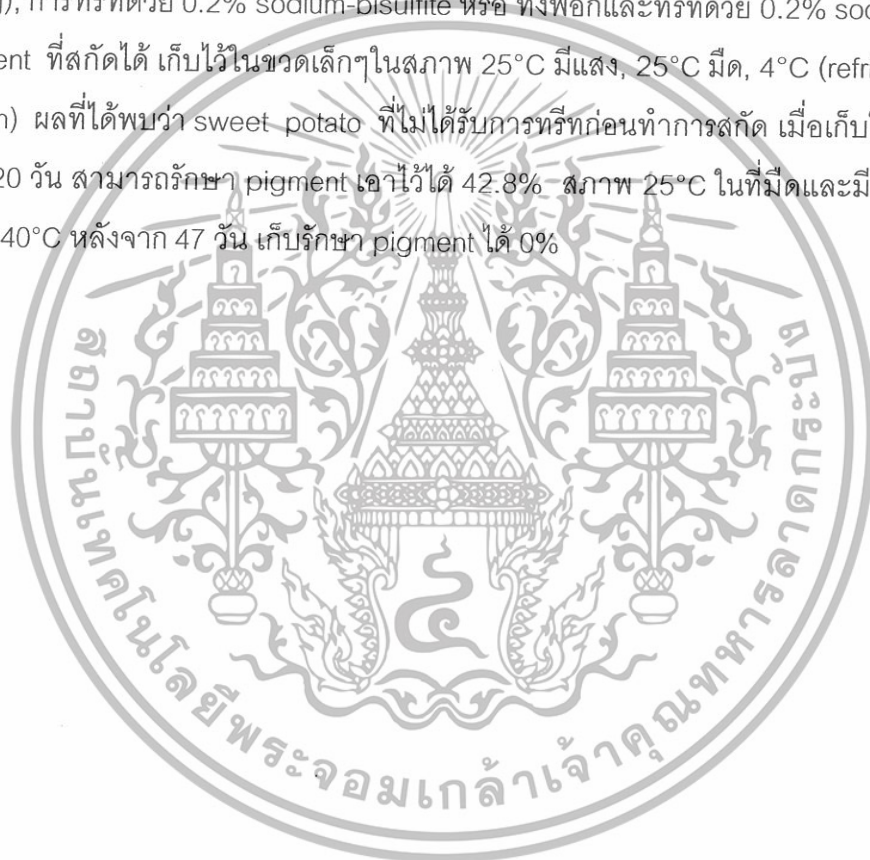 ), การทรีทด้วย 0.2% sodium-bisulfite หรือ ทั้งฟอกและทรีทด้วย 0.2% sod
ent ที่สกัดได้ เก็บไว้ในขวดเล็กๆในสภาพ 25°C มีแสง, 25°C มืด, 4°C (refri
ก) ผลที่ได้พบว่า sweet potato ที่ไม่ได้รับการทรีทก่อนทำการสกัด เมื่อเก็บ
20 วัน สามารถรักษา pigment เอาไว้ได้ 42.8% สภาพ 25°C ในที่มืดและมี
40°C หลังจาก 47 วัน เก็บรักษา pigment ได้ 0%
สถาบันเทคโนโลยีพระจอมเกล้าเจ้าคุณทหารลาดกระบัง